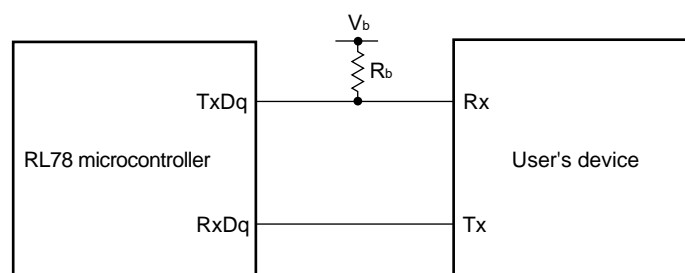 Vb
Rb
TxDq
Rx
RL78 microcontroller
User's device
RxDq
Tx